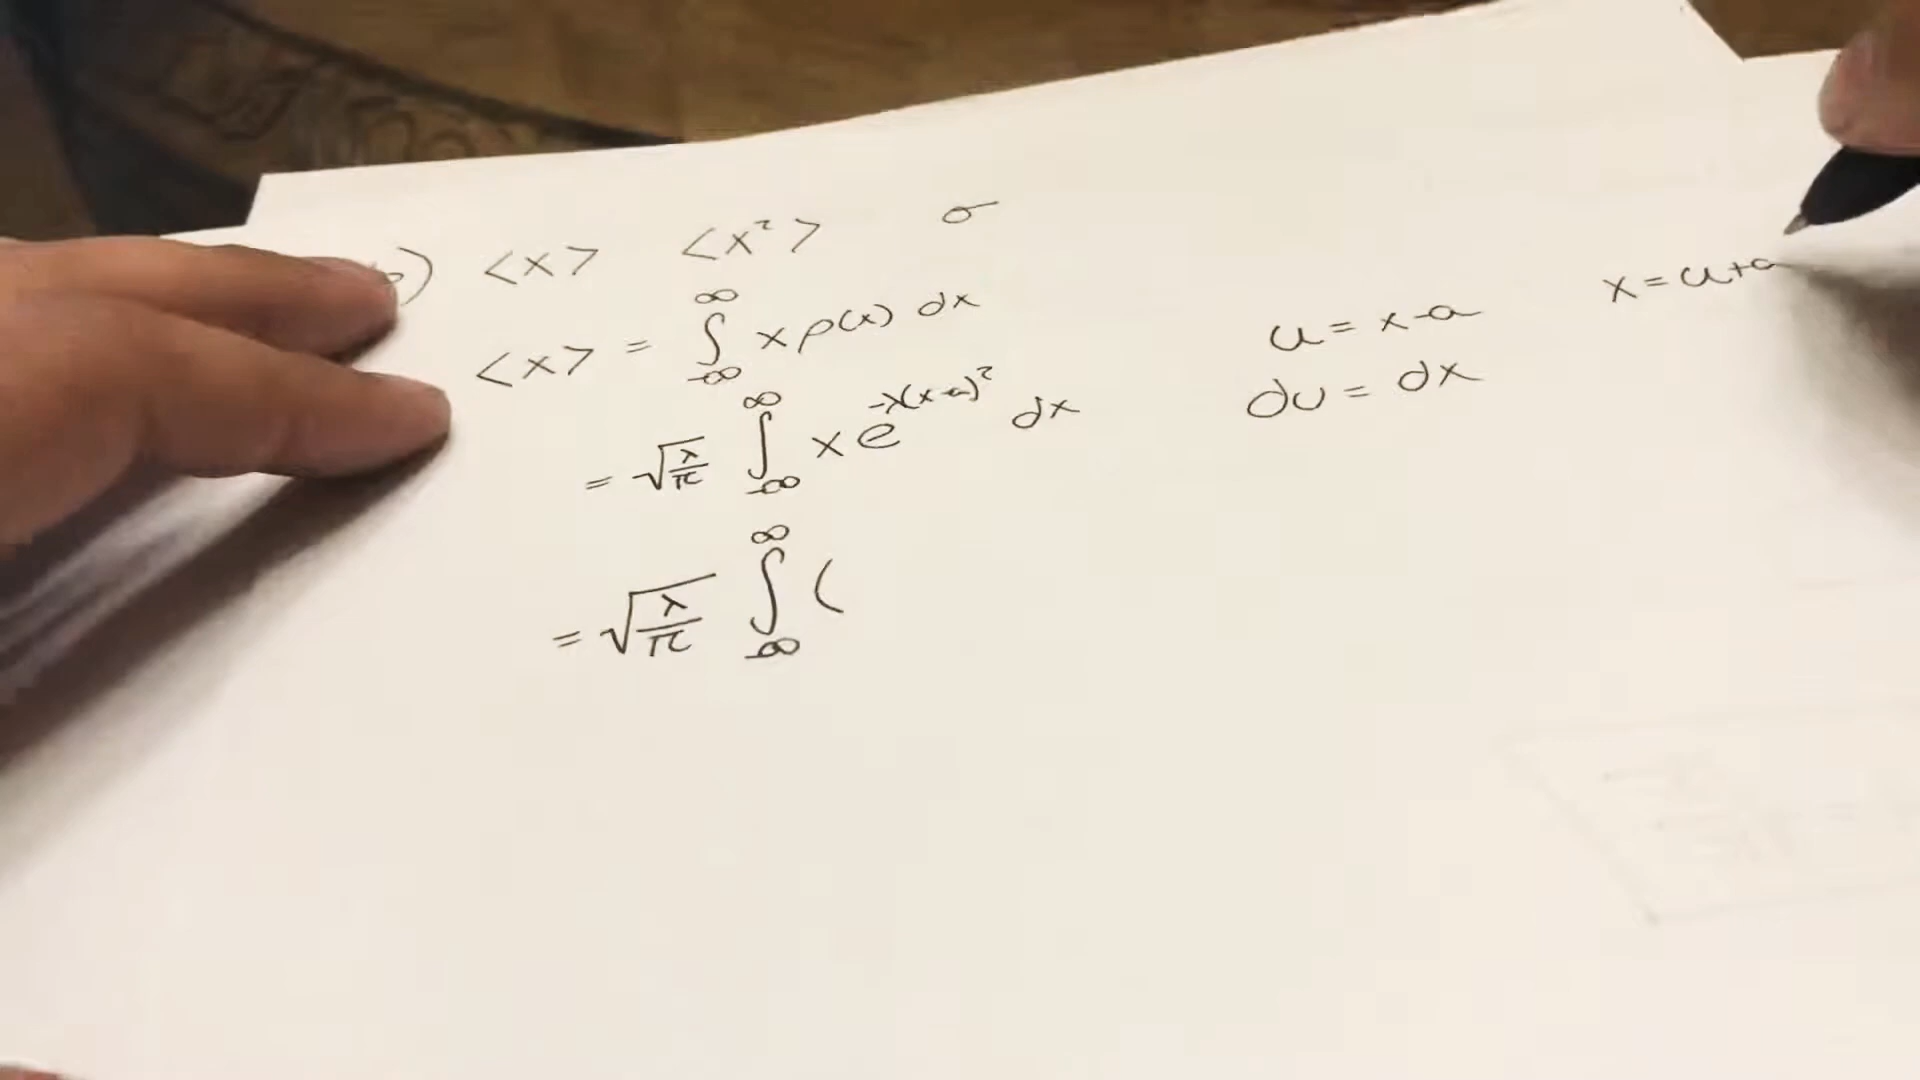 b) <x> <x²> σ
<x> = ∫_{-∞}^{∞} x ρ(x) dx
= √(λ/π) ∫_{-∞}^{∞} x e^{-λ(x-a)²} dx
= √(λ/π) ∫_{-∞}^{∞} (
u = x-a
du = dx
x = u+a